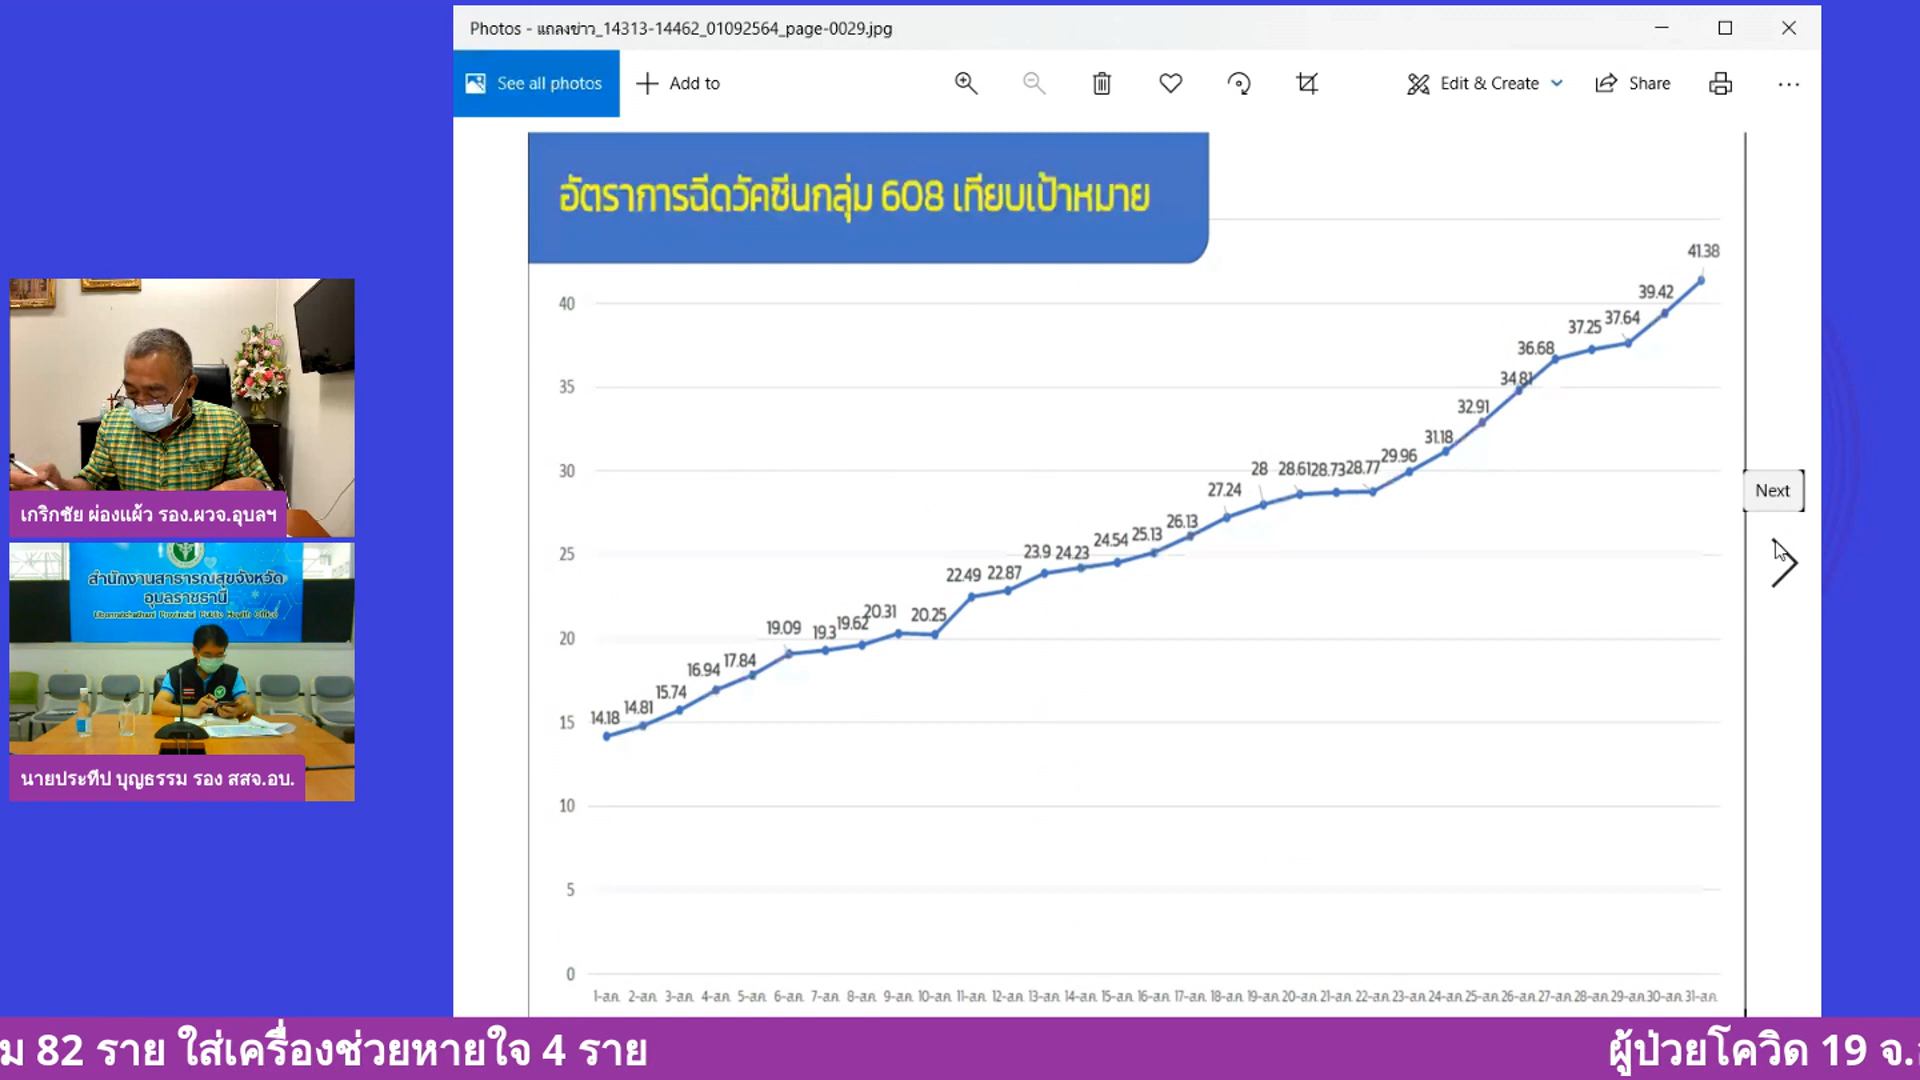 Photos - แถลงข่าว_14313-14462_01092564_page-0029.jpg
See all photos
Add to
Edit & Create
Share
อัตราการฉีดวัคซีนกลุ่ม 608 เทียบเป้าหมาย
41.38
39.42
37.64
37.25
36.68
34.81
32.91
31.18
29.96
28.77
28.73
28.61
28
27.24
26.13
25.13
24.54
24.23
23.9
22.87
22.49
20.25
20.31
19.62
19.3
19.09
17.84
16.94
15.74
14.81
14.18
40
35
30
25
20
15
10
5
0
1-ส.ค. 2-ส.ค. 3-ส.ค. 4-ส.ค. 5-ส.ค. 6-ส.ค. 7-ส.ค. 8-ส.ค. 9-ส.ค. 10-ส.ค. 11-ส.ค. 12-ส.ค. 13-ส.ค. 14-ส.ค. 15-ส.ค. 16-ส.ค. 17-ส.ค. 18-ส.ค. 19-ส.ค. 20-ส.ค. 21-ส.ค. 22-ส.ค. 23-ส.ค. 24-ส.ค. 25-ส.ค. 26-ส.ค. 27-ส.ค. 28-ส.ค. 29-ส.ค. 30-ส.ค. 31-ส.ค.
Next
เกริกชัย ผ่องแผ้ว รอง.ผวจ.อุบลฯ
สำนักงานสาธารณสุขจังหวัด
อุบลราชธานี
Ubonratchathani Provincial Public Health Office
นายประทีป บุญธรรม รอง สสจ.อบ.
ม 82 ราย ใส่เครื่องช่วยหายใจ 4 ราย
ผู้ป่วยโควิด 19 จ.